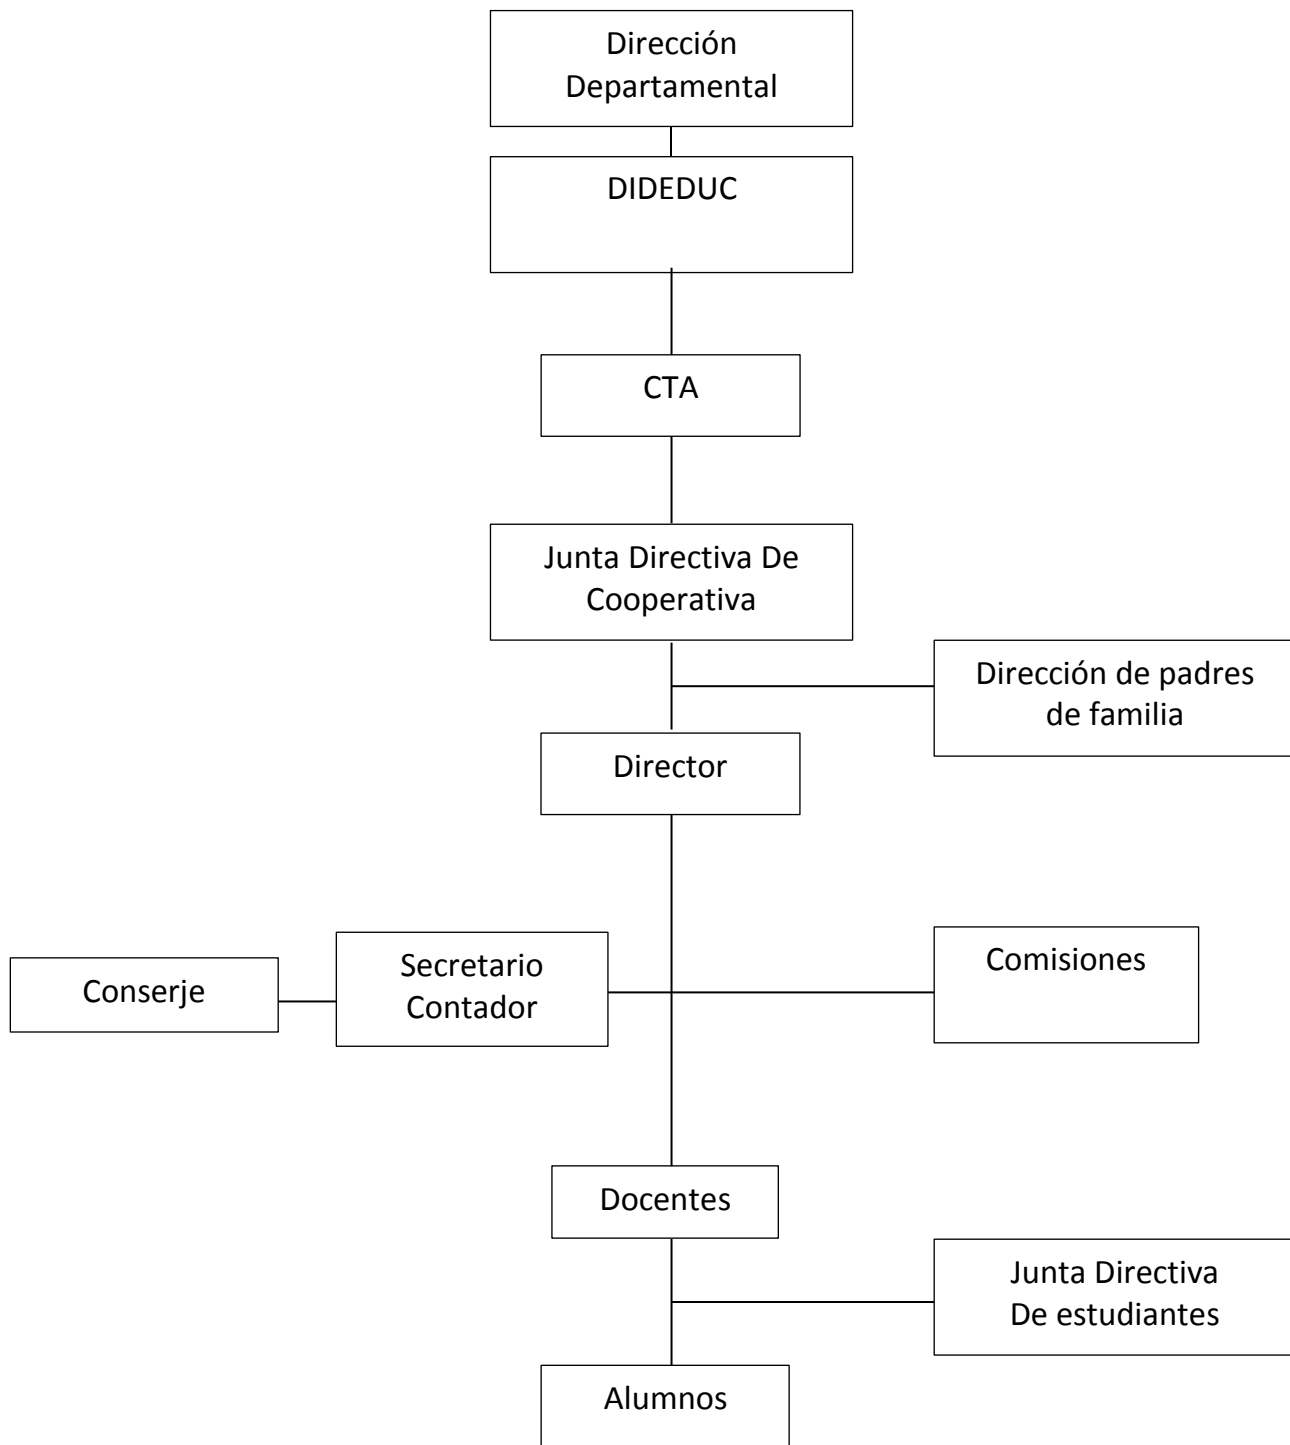 Dirección
Departamental
DIDEDUC
CTA
Junta Directiva De
Cooperativa
Dirección de padres
de familia
Director
Conserje
Secretario
Contador
Comisiones
Docentes
Junta Directiva
De estudiantes
Alumnos